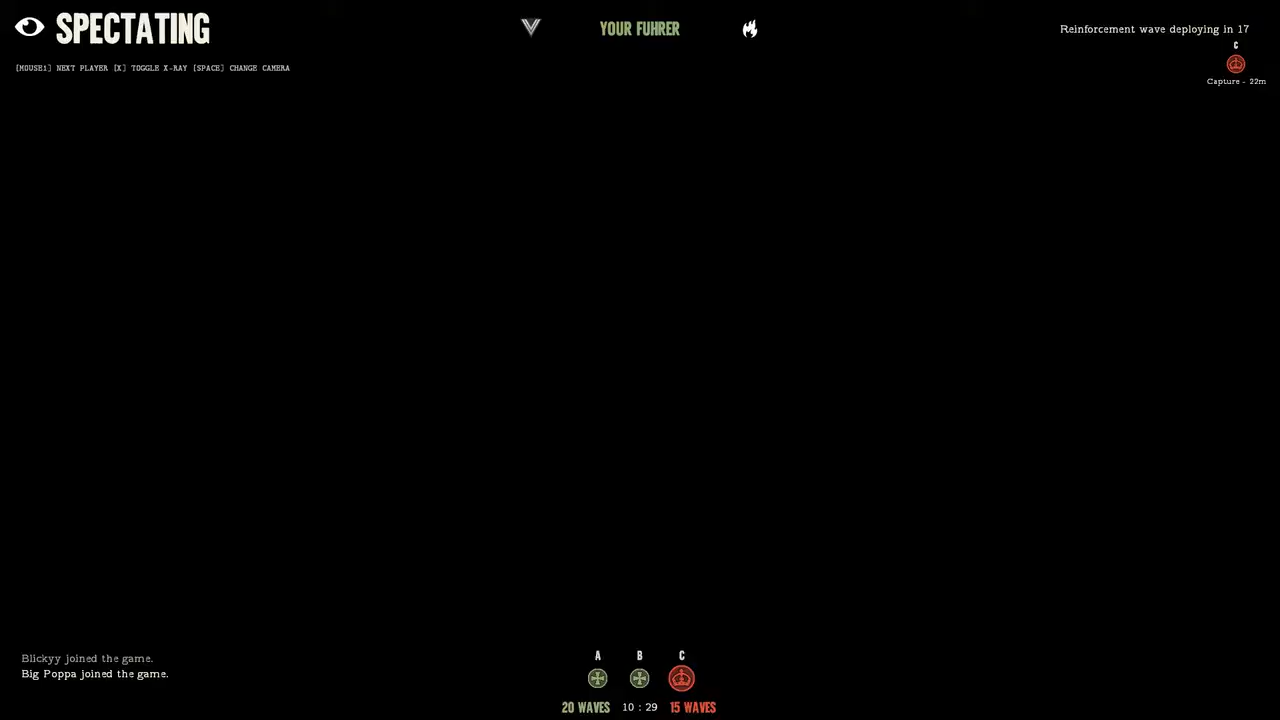 SPECTATING
YOUR FUHRER
Reinforcement wave deploying in 17
C
[MOUSE1] NEXT PLAYER [X] TOGGLE X-RAY [SPACE] CHANGE CAMERA
Capture - 22m
Blickyy joined the game.
Big Poppa joined the game.
A B C
20 WAVES 10 : 29 15 WAVES